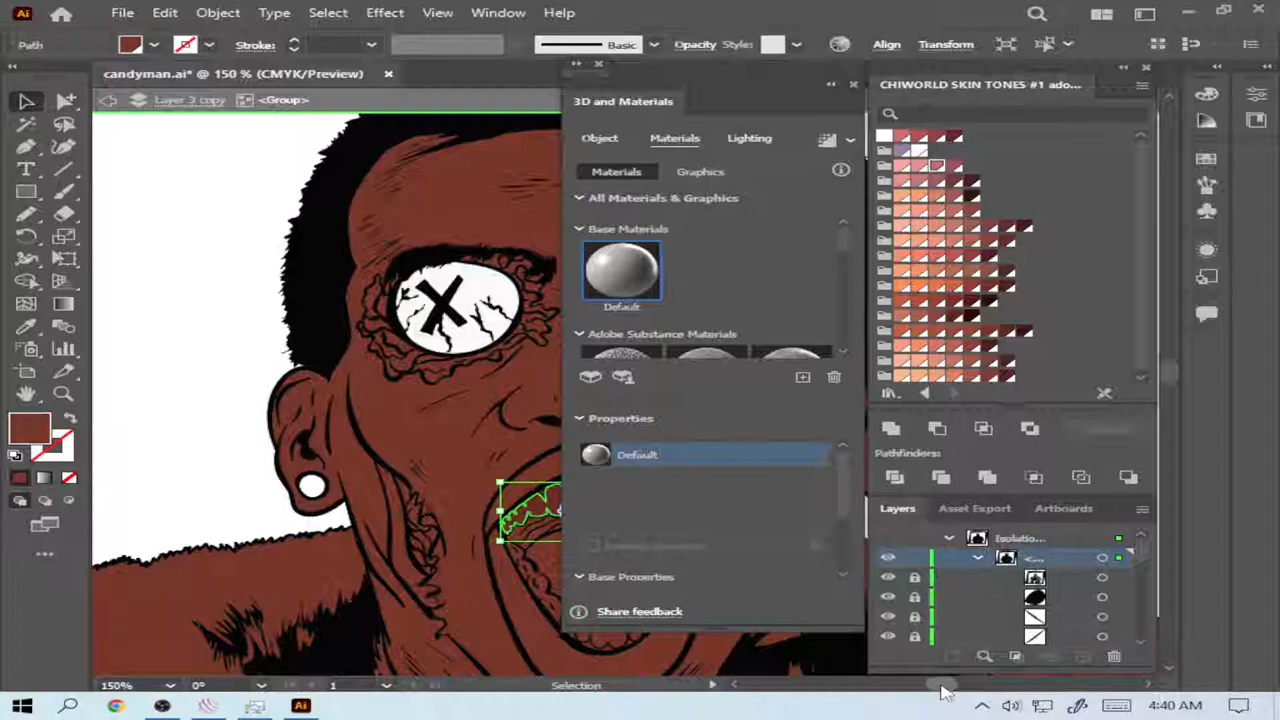 Ai File Edit Object Type Select Effect View Window Help
Path Stroke: Basic Opacity Style: Align Transform
candyman.ai* @ 150 % (CMYK/Preview)
Layer 3 copy <Group>
3D and Materials
Object Materials Lighting
Materials Graphics
All Materials & Graphics
Base Materials
Default
Adobe Substance Materials
Properties
Default
Base Properties
Share feedback
CHIWORLD SKIN TONES #1 ado...
Pathfinders:
Layers Asset Export Artboards
Isolatio...
<...
150% 0° 1 Selection
Ai 4:40 AM